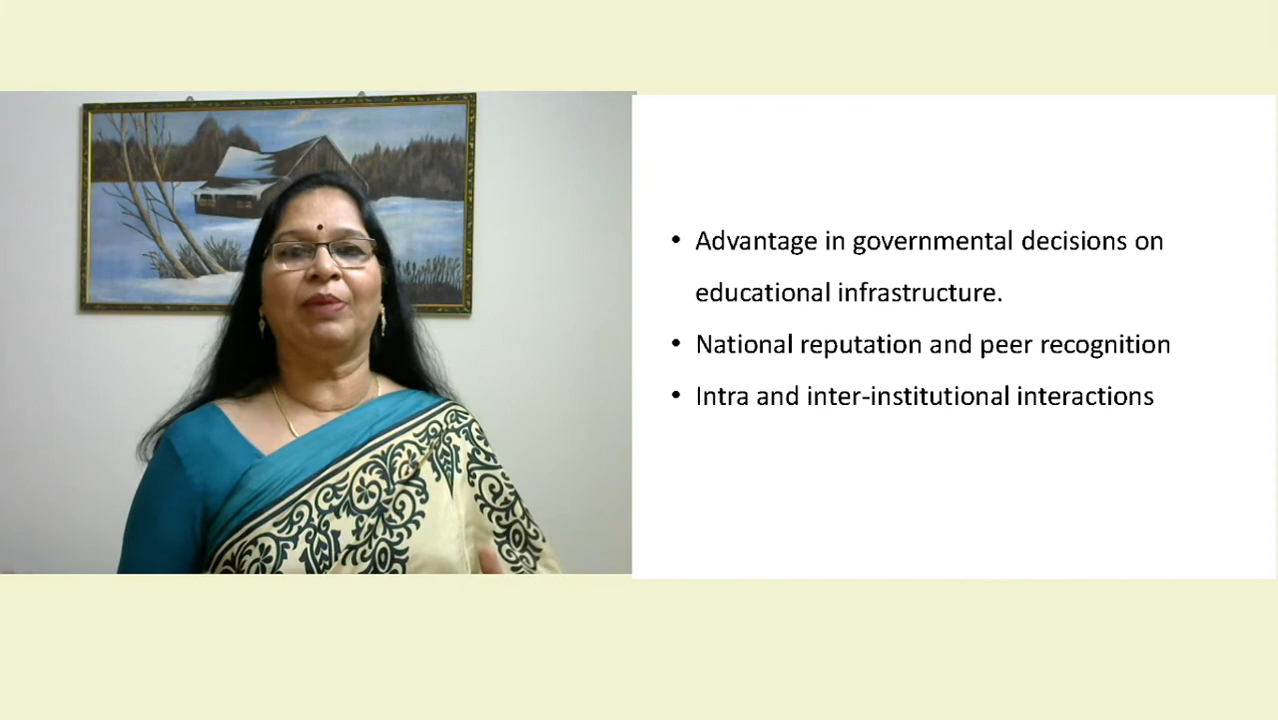 • Advantage in governmental decisions on
educational infrastructure.
• National reputation and peer recognition
• Intra and inter-institutional interactions